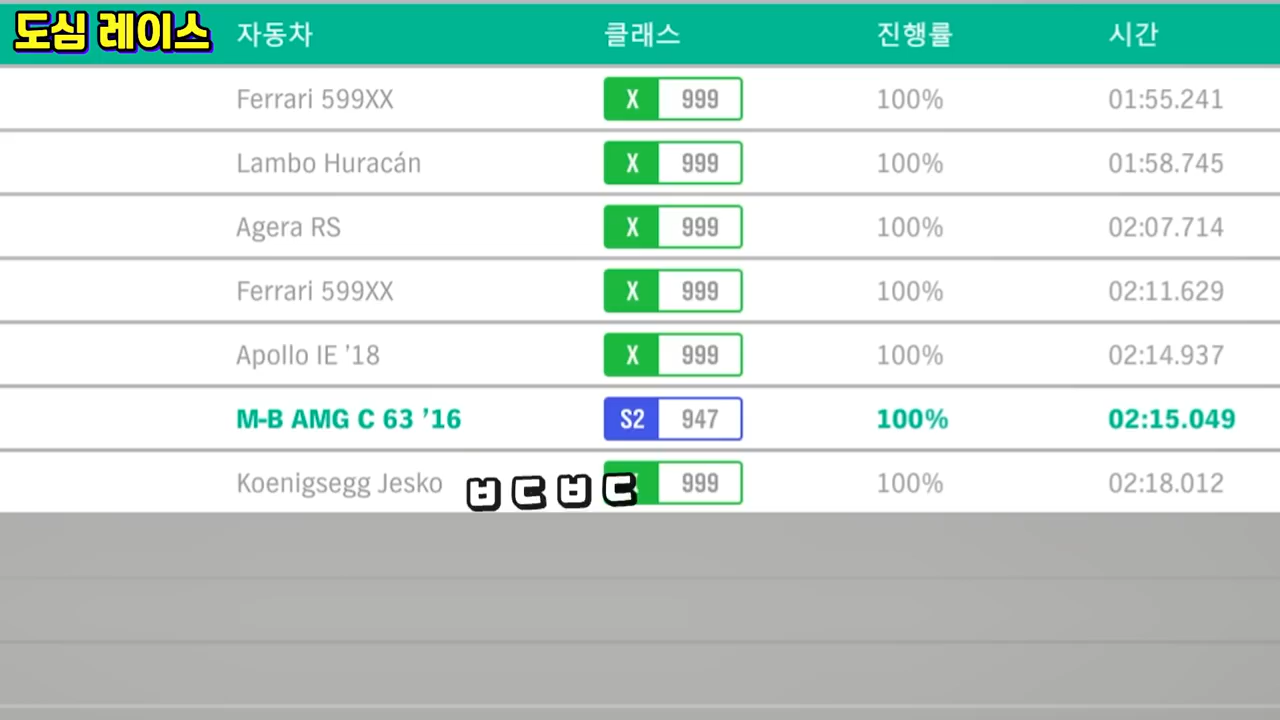 도심 레이스 자동차 클래스 진행률 시간
Ferrari 599XX X 999 100% 01:55.241
Lambo Huracán X 999 100% 01:58.745
Agera RS X 999 100% 02:07.714
Ferrari 599XX X 999 100% 02:11.629
Apollo IE ’18 X 999 100% 02:14.937
M-B AMG C 63 ’16 S2 947 100% 02:15.049
Koenigsegg Jesko ㅂㄷㅂㄷ 999 100% 02:18.012